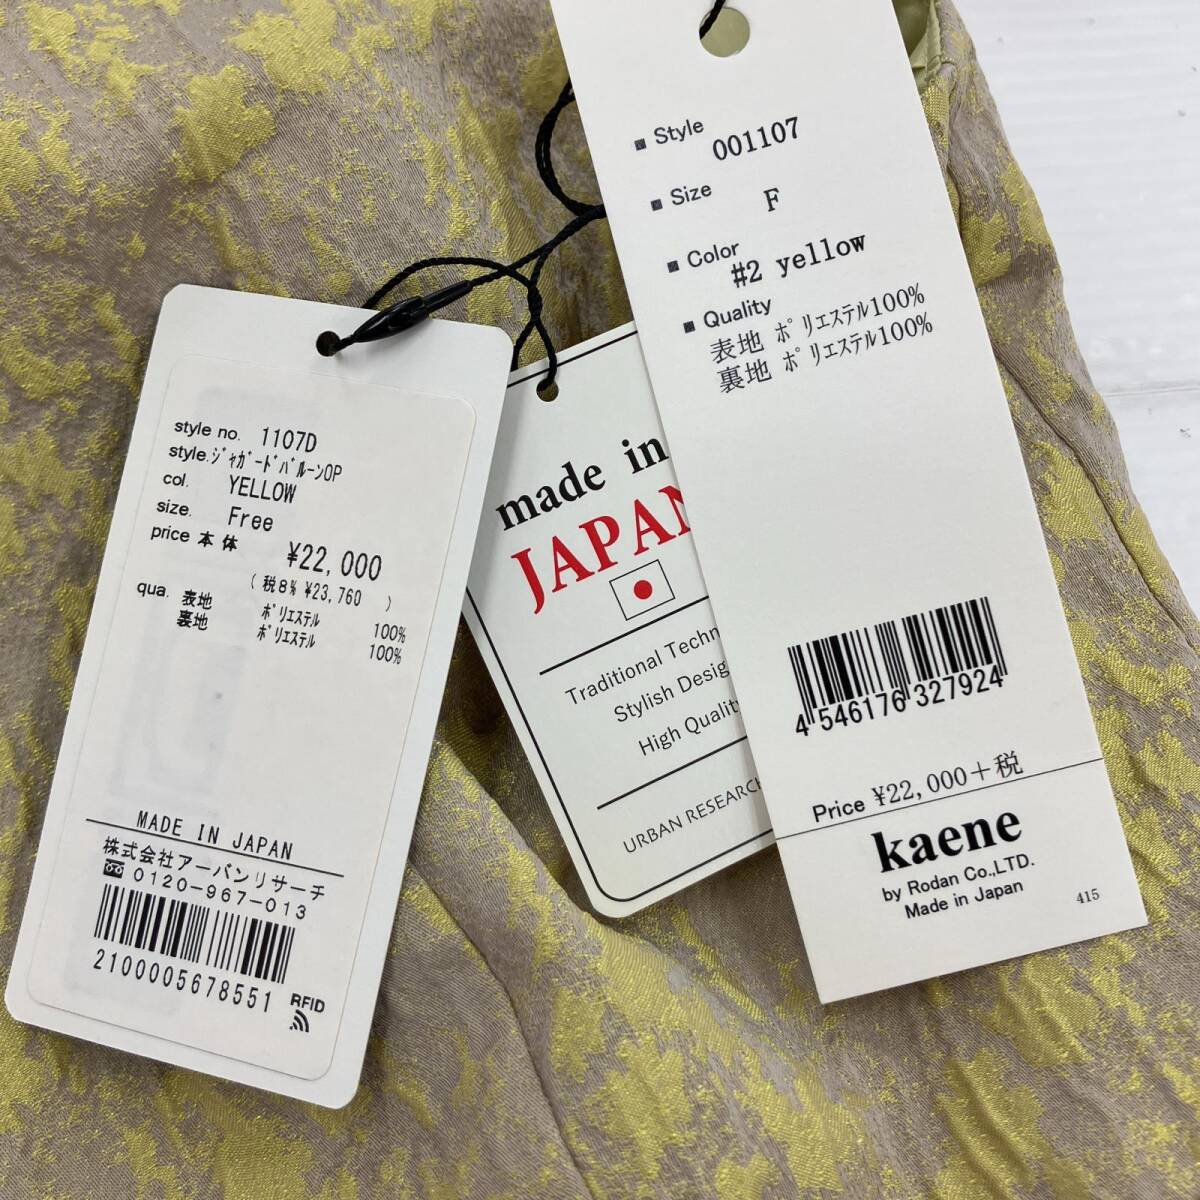 style no. 1107D
style.ｼﾞｬｶﾞｰﾄﾞﾊﾞﾙｰﾝOP
col. YELLOW
size. Free
price 本体 ¥22,000
( 税8% ¥23,760 )
qua. 表地 ﾎﾟﾘｴｽﾃﾙ 100%
裏地 ﾎﾟﾘｴｽﾃﾙ 100%
MADE IN JAPAN
株式会社アーバンリサーチ
0120-967-013
2100005678551
RFID
made in
JAPAN
Traditional Techn
Stylish Desig
High Quality
URBAN RESEARCH
■ Style 001107
■ Size F
■ Color #2 yellow
■ Quality
表地 ﾎﾟﾘｴｽﾃﾙ100%
裏地 ﾎﾟﾘｴｽﾃﾙ100%
4 546176 327924
Price ¥22,000+税
kaene
by Rodan Co.,LTD.
Made in Japan
415